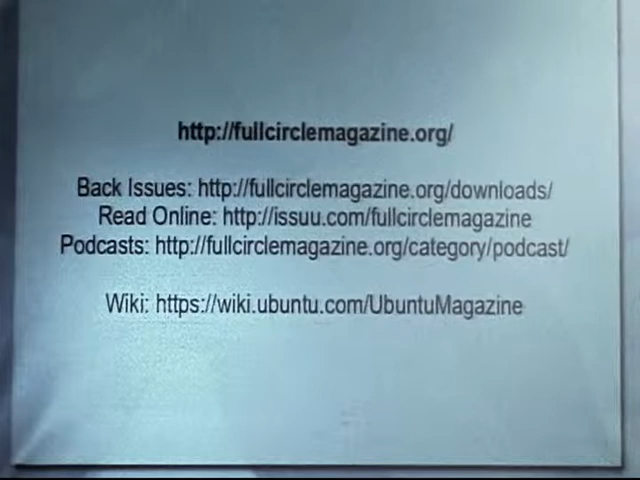 http://fullcirclemagazine.org/
Back Issues: http://fullcirclemagazine.org/downloads/
Read Online: http://issuu.com/fullcirclemagazine
Podcasts: http://fullcirclemagazine.org/category/podcast/
Wiki: https://wiki.ubuntu.com/UbuntuMagazine